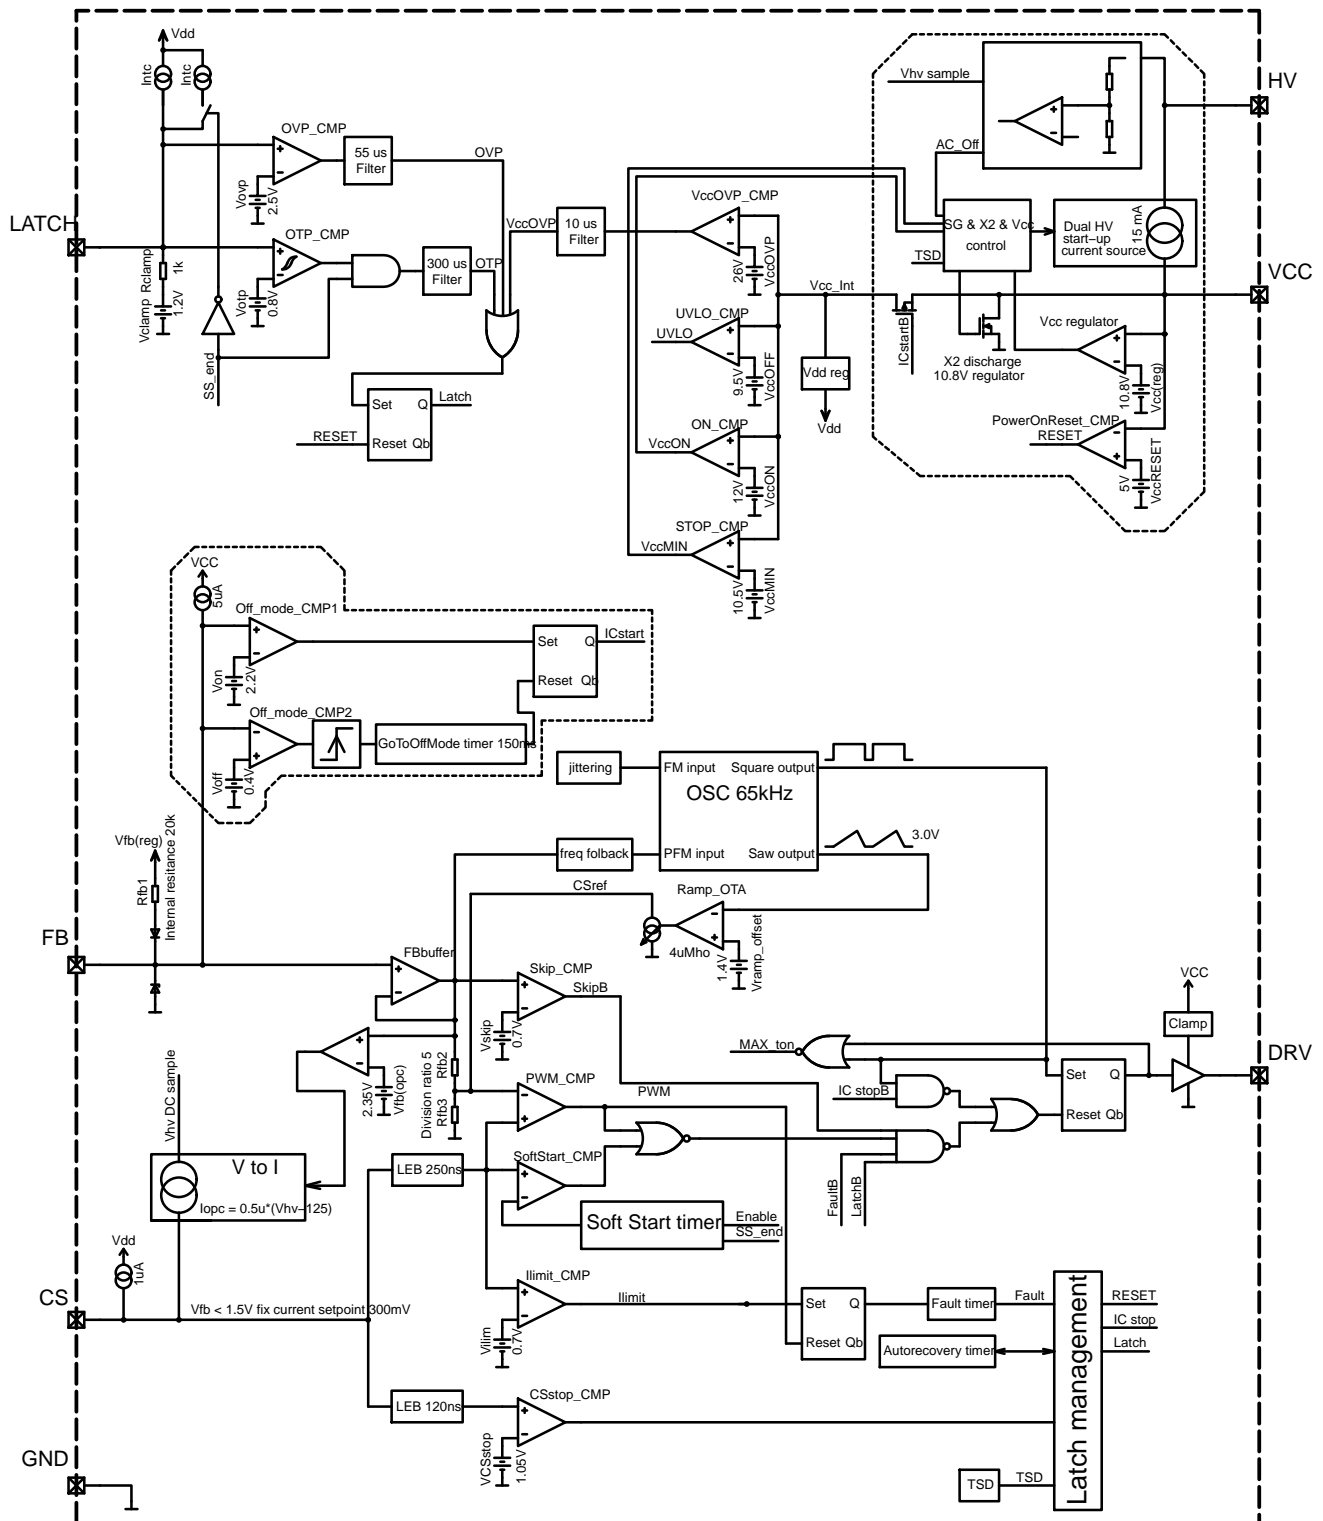 Vdd
Intc
Intc
OVP_CMP
55 us
Filter
OVP
Vovp
2.5V
LATCH
OTP_CMP
300 us
Filter
OTP
Vclamp
Rclamp
1k
1.2V
Votp
0.8V
SS_end
Set
Q
Latch
RESET
Reset
Qb
VccOVP
10 us
Filter
VccOVP_CMP
26V
VccOVP
Vcc_Int
UVLO_CMP
UVLO
9.5V
VccOFF
Vdd reg
Vdd
ON_CMP
VccON
12V
VccON
STOP_CMP
VccMIN
10.5V
VccMIN
Vhv sample
AC_Off
HV
SG & X2 & Vcc
control
TSD
Dual HV
start-up
current source
15 mA
VCC
ICstartB
X2 discharge
10.8V regulator
Vcc regulator
10.8V
Vcc(reg)
PowerOnReset_CMP
RESET
5V
VccRESET
VCC
5uA
Off_mode_CMP1
Von
2.2V
Set
Q
ICstart
Reset
Qb
Off_mode_CMP2
GoToOffMode timer 150ms
Voff
0.4V
jittering
FM input
Square output
OSC 65kHz
freq folback
PFM input
Saw output
3.0V
Vfb(reg)
Rfb1
Internal resitance 20k
CSref
Ramp_OTA
4uMho
1.4V
Vramp_offset
FB
FBbuffer
Skip_CMP
SkipB
Vskip
0.7V
VCC
Clamp
MAX_ton
DRV
IC stopB
Set
Q
Reset
Qb
2.35V
Vfb(opc)
Division ratio 5
Rfb2
Rfb3
PWM_CMP
PWM
Vhv DC sample
V to I
Iopc = 0.5u*(Vhv-125)
LEB 250ns
SoftStart_CMP
Soft Start timer
Enable
SS_end
FaultB
LatchB
Vdd
1uA
CS
Vfb < 1.5V fix current setpoint 300mV
Ilimit_CMP
Ilimit
Vilim
0.7V
Set
Q
Reset
Qb
Fault timer
Fault
Autorecovery timer
Latch management
RESET
IC stop
Latch
LEB 120ns
CSstop_CMP
VCSstop
1.05V
GND
TSD
TSD